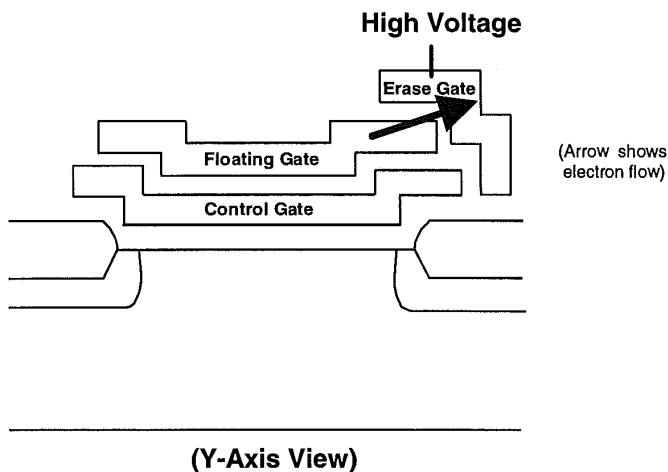 High Voltage
Erase Gate
Floating Gate
(Arrow shows
electron flow)
Control Gate
(Y-Axis View)